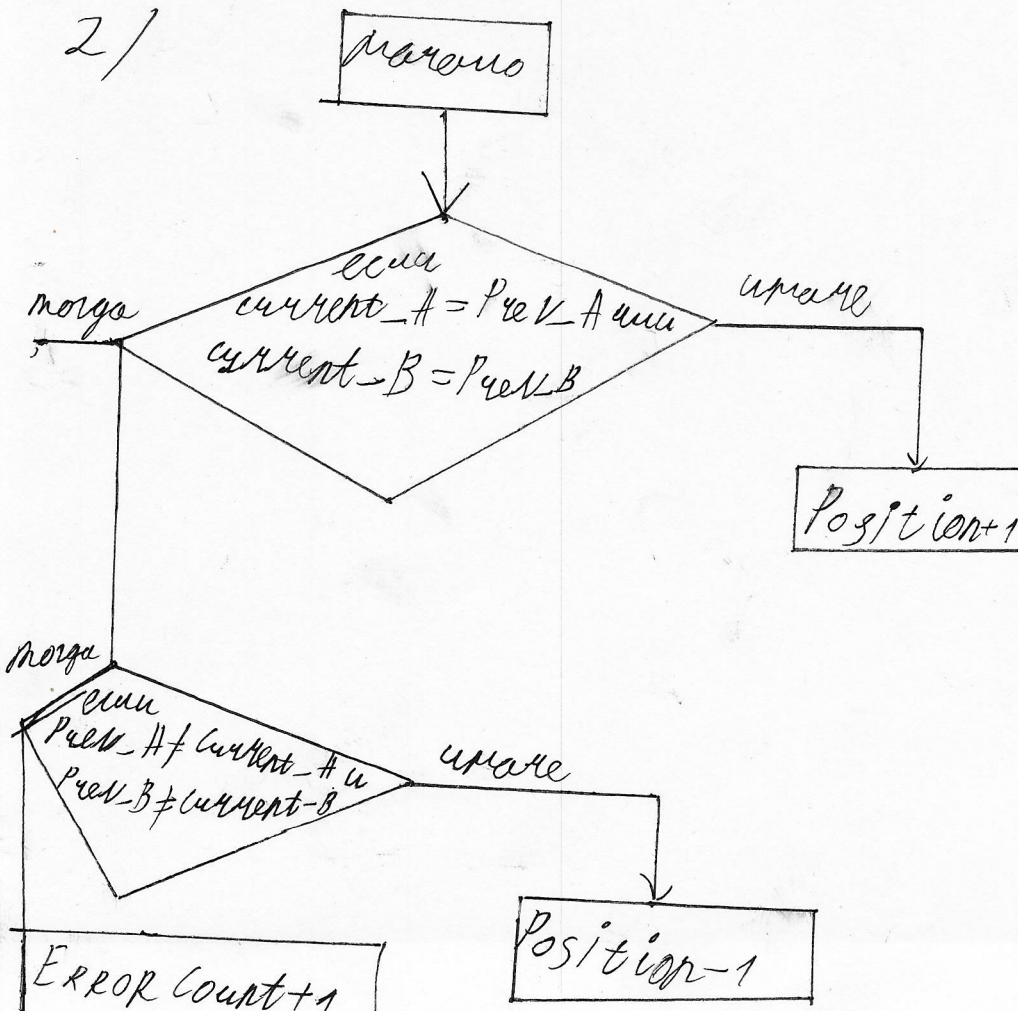 2)
начало
если
current_A = Prev_A или
current_B = Prev_B
тогда
иначе
Position+1
тогда
если
Prev_A ≠ Current_A и
Prev_B ≠ Current-B
иначе
Position-1
ERROR Count+1